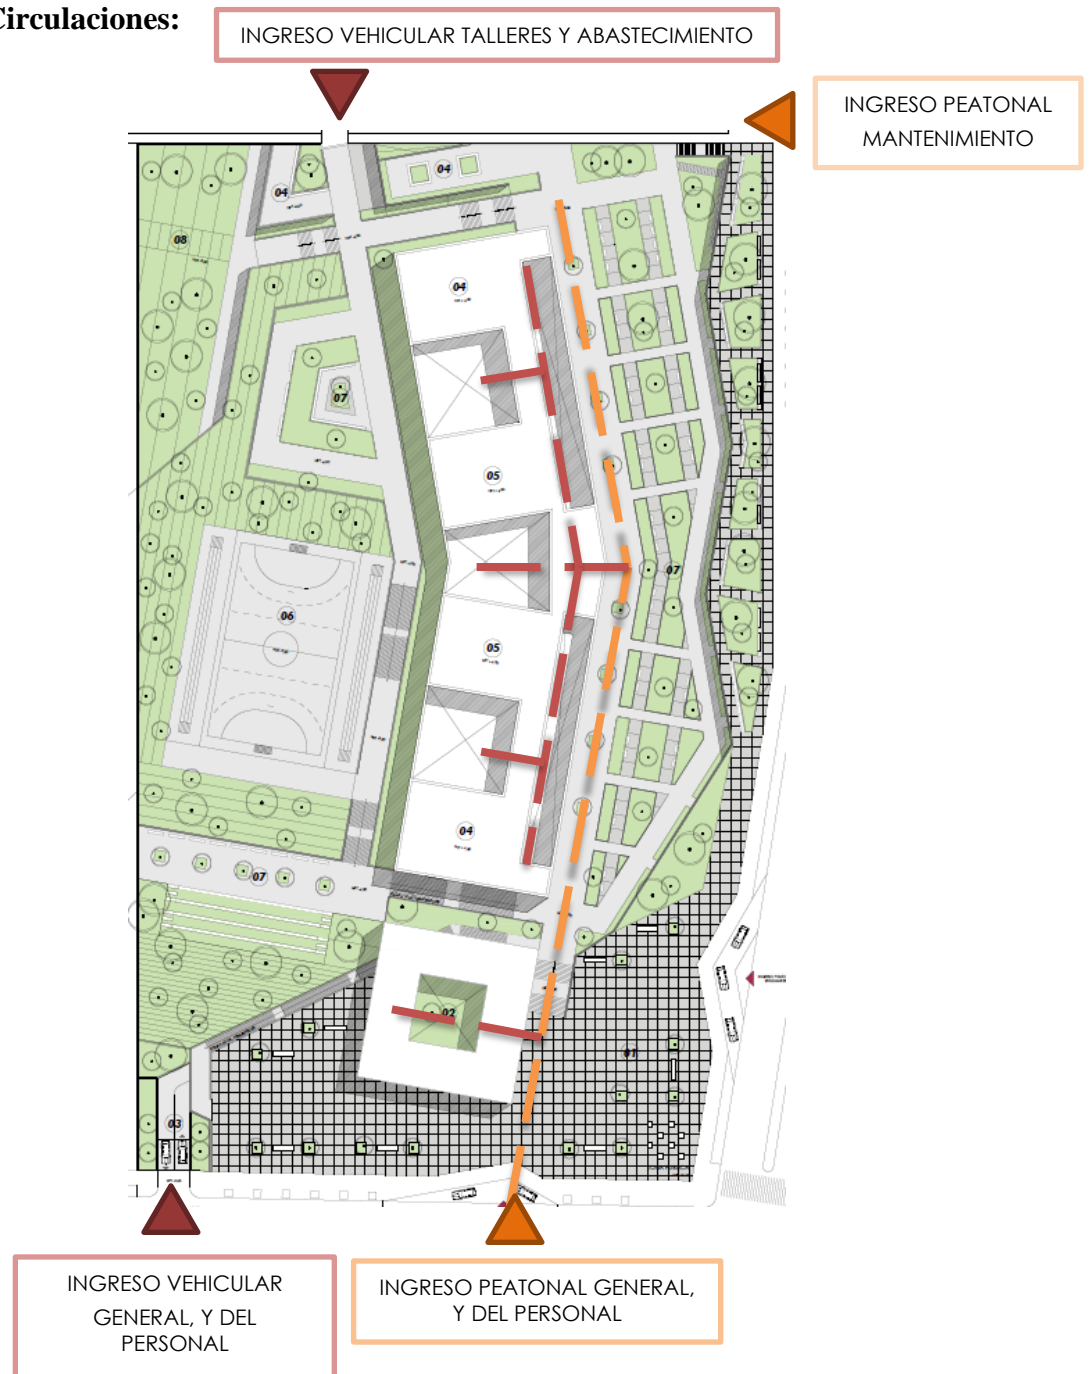 Circulaciones:
INGRESO VEHICULAR TALLERES Y ABASTECIMIENTO
INGRESO PEATONAL
MANTENIMIENTO
04
04
08
04
07
05
07
06
05
04
07
02
01
03
INGRESO VEHICULAR
GENERAL, Y DEL
PERSONAL
INGRESO PEATONAL GENERAL,
Y DEL PERSONAL